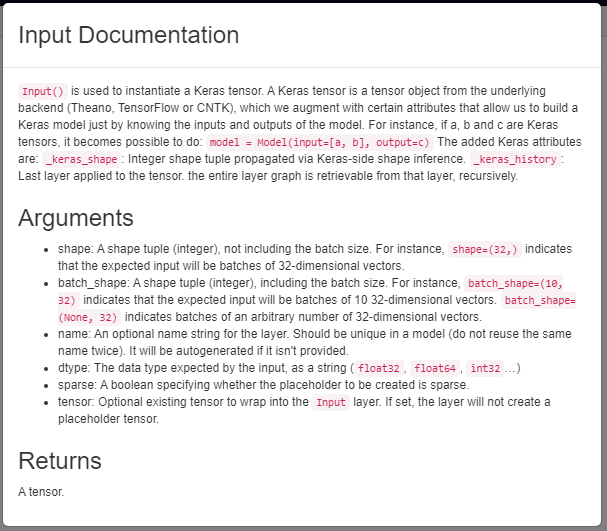 Input Documentation
Input() is used to instantiate a Keras tensor. A Keras tensor is a tensor object from the underlying
backend (Theano, TensorFlow or CNTK), which we augment with certain attributes that allow us to build a
Keras model just by knowing the inputs and outputs of the model. For instance, if a, b and c are Keras
tensors, it becomes possible to do: model = Model(input=[a, b], output=c) The added Keras attributes
are: _keras_shape : Integer shape tuple propagated via Keras-side shape inference. _keras_history :
Last layer applied to the tensor. the entire layer graph is retrievable from that layer, recursively.
Arguments
• shape: A shape tuple (integer), not including the batch size. For instance, shape=(32,) indicates
that the expected input will be batches of 32-dimensional vectors.
• batch_shape: A shape tuple (integer), including the batch size. For instance, batch_shape=(10,
32) indicates that the expected input will be batches of 10 32-dimensional vectors. batch_shape=
(None, 32) indicates batches of an arbitrary number of 32-dimensional vectors.
• name: An optional name string for the layer. Should be unique in a model (do not reuse the same
name twice). It will be autogenerated if it isn't provided.
• dtype: The data type expected by the input, as a string ( float32 , float64 , int32 ...)
• sparse: A boolean specifying whether the placeholder to be created is sparse.
• tensor: Optional existing tensor to wrap into the Input layer. If set, the layer will not create a
placeholder tensor.
Returns
A tensor.